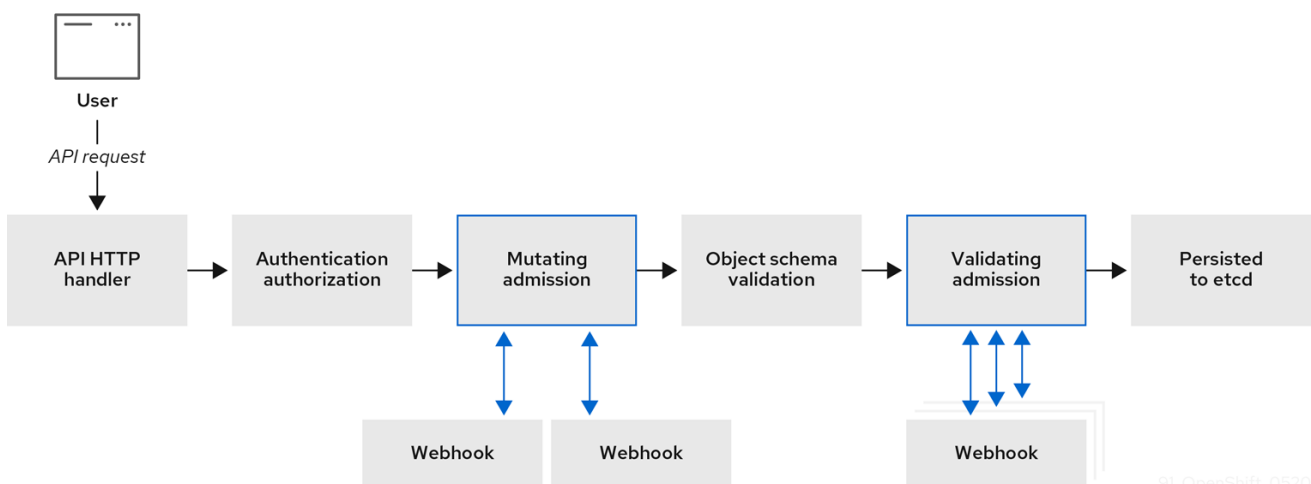 User
API request
API HTTP
handler
Authentication
authorization
Mutating
admission
Object schema
validation
Validating
admission
Persisted
to etcd
Webhook
Webhook
Webhook